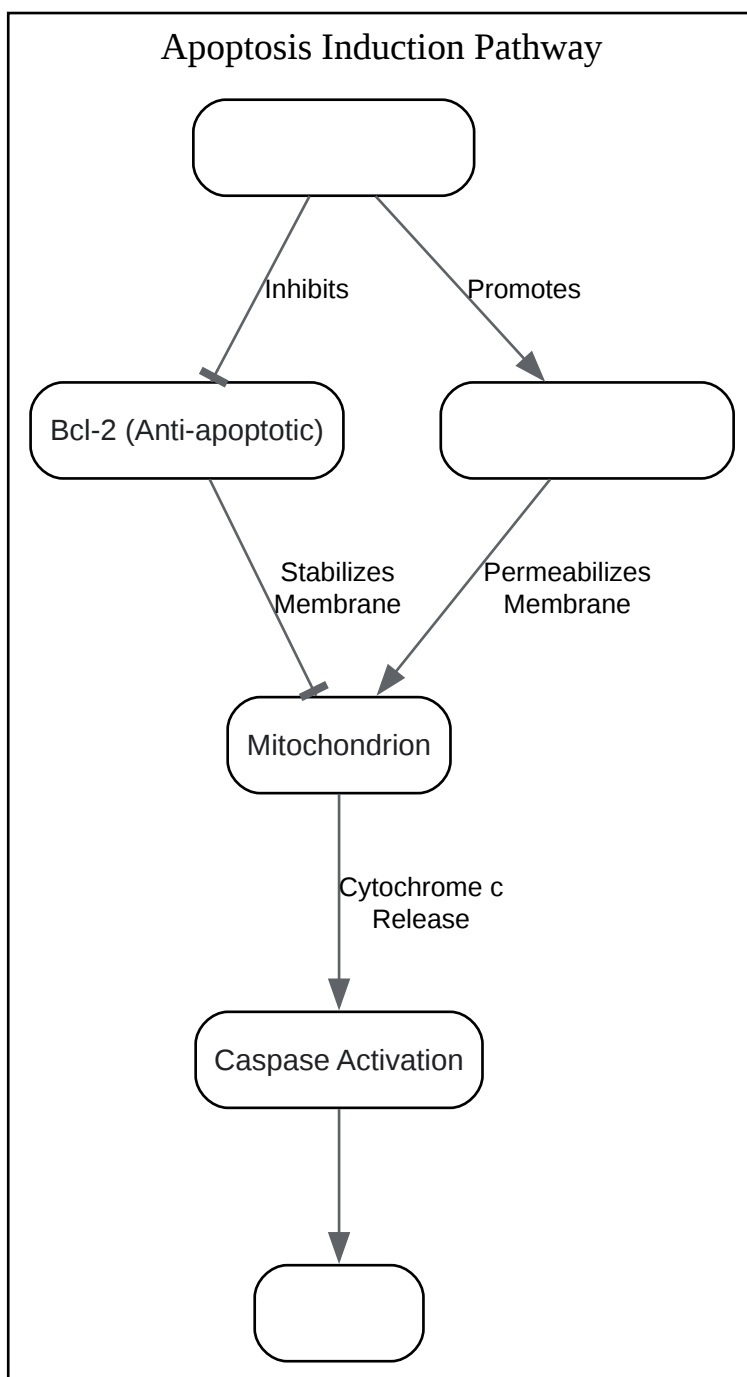 Apoptosis Induction Pathway
Inhibits
Promotes
Bcl-2 (Anti-apoptotic)
Stabilizes
Membrane
Permeabilizes
Membrane
Mitochondrion
Cytochrome c
Release
Caspase Activation